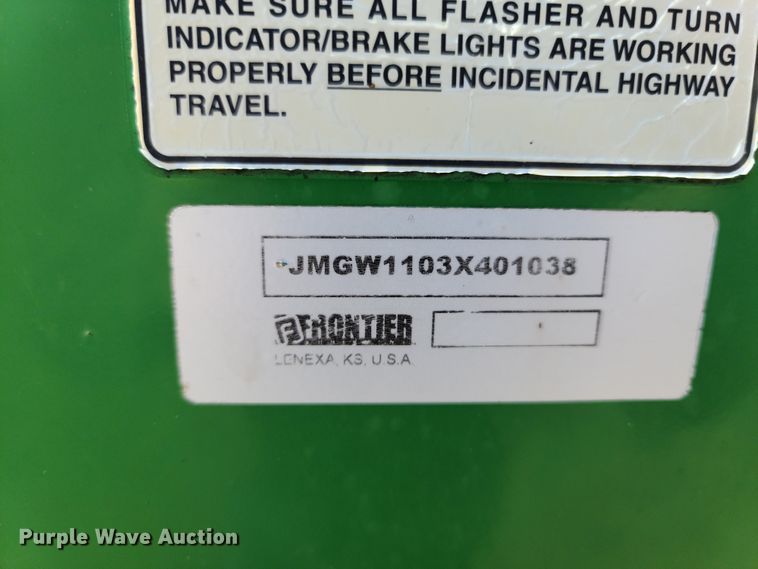 MAKE SURE ALL FLASHER AND TURN
INDICATOR/BRAKE LIGHTS ARE WORKING
PROPERLY BEFORE INCIDENTAL HIGHWAY
TRAVEL.
JMGW1103X401038
F FRONTIER
LENEXA, KS, U.S.A.
Purple Wave Auction